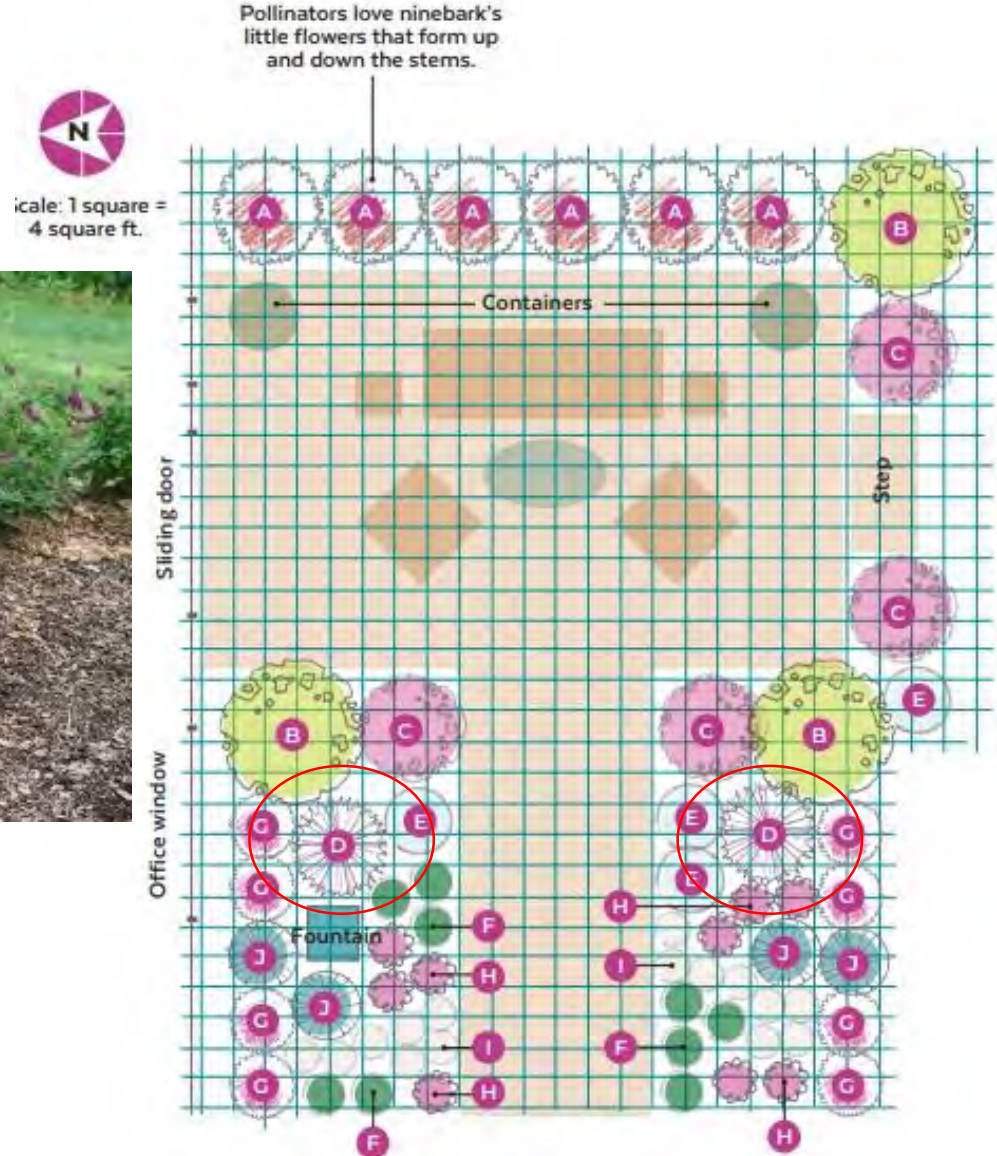 Pollinators love ninebark's
little flowers that form up
and down the stems.
N
cale: 1 square =
4 square ft.
A A A A A A B
Containers
C
Sliding door
Step
C
E
B C C B
Office window
G D E E D G
G E G
H
F
Fountain
J H I J J
J
G I F G
G H G
F H